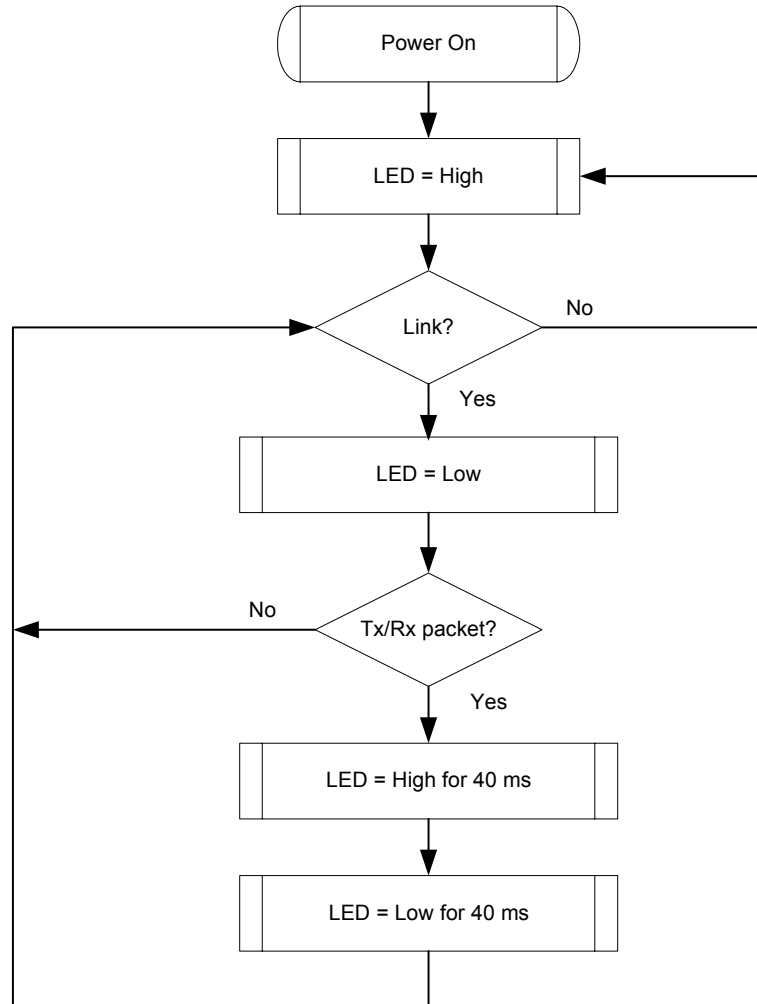 Power On
LED = High
Link?
No
Yes
LED = Low
No
Tx/Rx packet?
Yes
LED = High for 40 ms
LED = Low for 40 ms